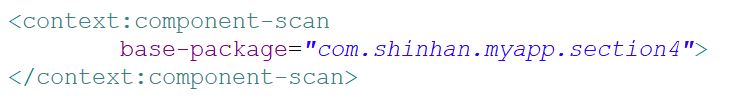 <context:component-scan
base-package="com.shinhan.myapp.section4">
</context:component-scan>